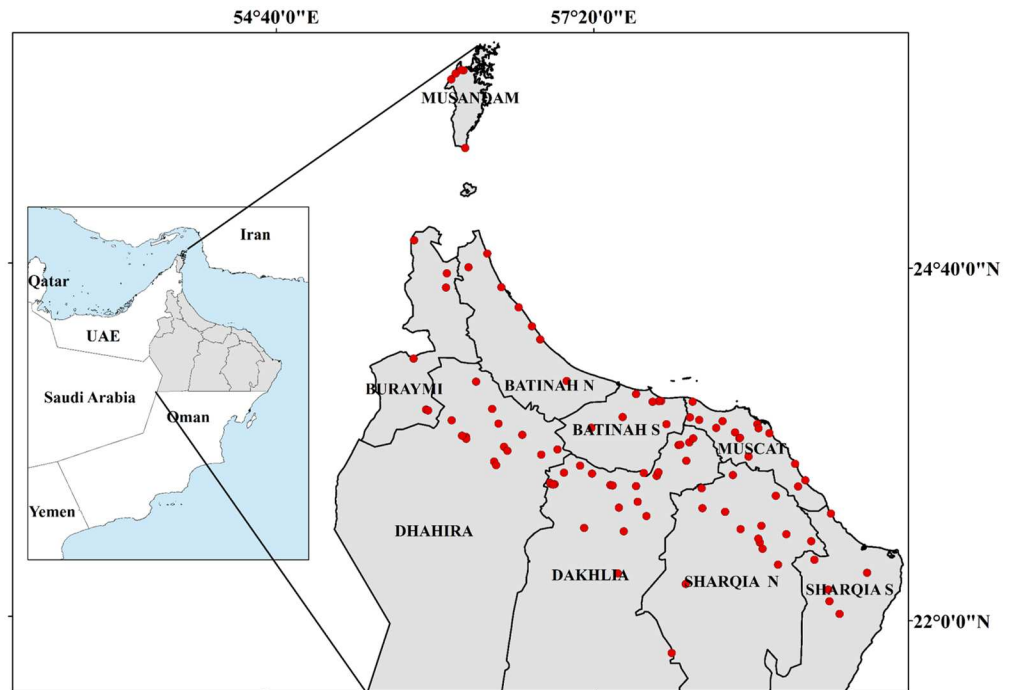 54°40'0"E
57°20'0"E
MUSANDAM
Iran
Qatar
24°40'0"N
UAE
BURAYMI
BATINAH N
Saudi Arabia
Oman
BATINAH S
MUSCAT
Yemen
DHAHIRA
DAKHLIA
SHARQIA N
SHARQIA S
22°0'0"N